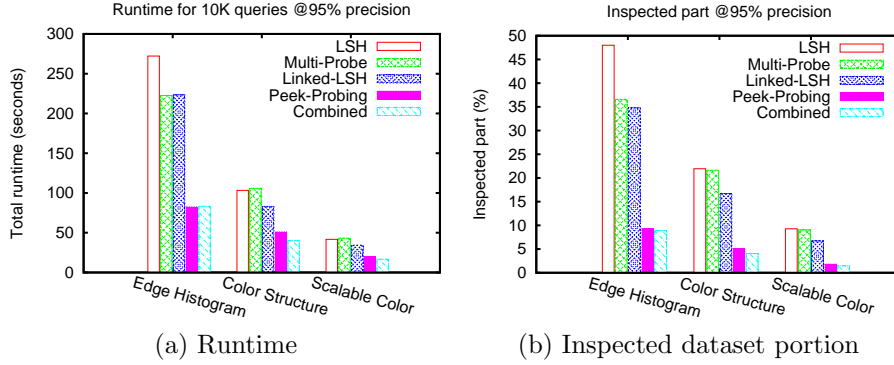 Runtime for 10K queries @95% precision
Total runtime (seconds)
300
250
200
150
100
50
0
LSH
Multi-Probe
Linked-LSH
Peek-Probing
Combined
Edge Histogram
Color Structure
Scalable Color
(a) Runtime
Inspected part @95% precision
Inspected part (%)
50
45
40
35
30
25
20
15
10
5
0
LSH
Multi-Probe
Linked-LSH
Peek-Probing
Combined
Edge Histogram
Color Structure
Scalable Color
(b) Inspected dataset portion